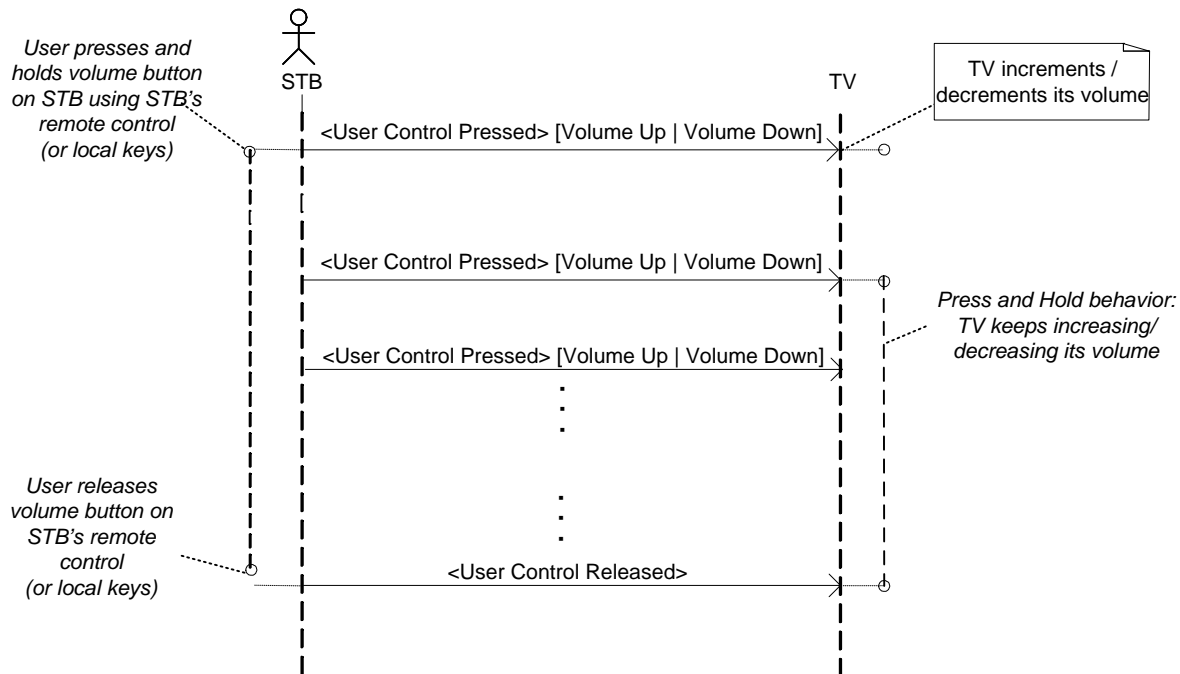 User presses and
holds volume button
on STB using STB's
remote control
(or local keys)
STB
TV
TV increments /
decrements its volume
<User Control Pressed> [Volume Up | Volume Down]
<User Control Pressed> [Volume Up | Volume Down]
Press and Hold behavior:
TV keeps increasing/
decreasing its volume
<User Control Pressed> [Volume Up | Volume Down]
User releases
volume button on
STB's remote
control
(or local keys)
<User Control Released>